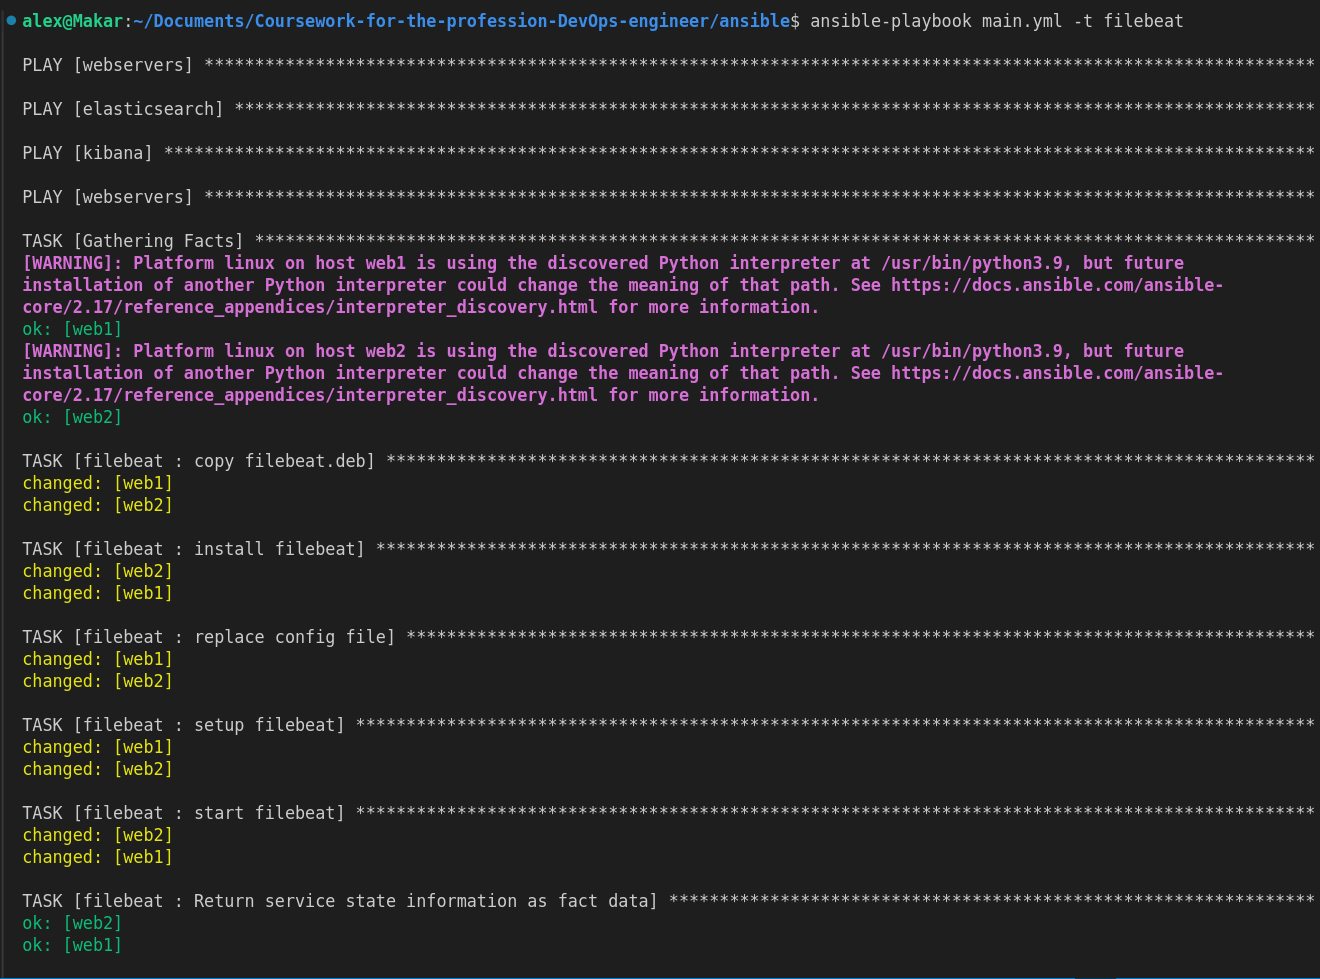 alex@Makar:~/Documents/Coursework-for-the-profession-DevOps-engineer/ansible$ ansible-playbook main.yml -t filebeat
PLAY [webservers] **************************************************************************************************************
PLAY [elasticsearch] ***********************************************************************************************************
PLAY [kibana] ******************************************************************************************************************
PLAY [webservers] **************************************************************************************************************
TASK [Gathering Facts] *********************************************************************************************************
[WARNING]: Platform linux on host web1 is using the discovered Python interpreter at /usr/bin/python3.9, but future
installation of another Python interpreter could change the meaning of that path. See https://docs.ansible.com/ansible-
core/2.17/reference_appendices/interpreter_discovery.html for more information.
ok: [web1]
[WARNING]: Platform linux on host web2 is using the discovered Python interpreter at /usr/bin/python3.9, but future
installation of another Python interpreter could change the meaning of that path. See https://docs.ansible.com/ansible-
core/2.17/reference_appendices/interpreter_discovery.html for more information.
ok: [web2]
TASK [filebeat : copy filebeat.deb] ********************************************************************************************
changed: [web1]
changed: [web2]
TASK [filebeat : install filebeat] *********************************************************************************************
changed: [web2]
changed: [web1]
TASK [filebeat : replace config file] ******************************************************************************************
changed: [web1]
changed: [web2]
TASK [filebeat : setup filebeat] ***********************************************************************************************
changed: [web1]
changed: [web2]
TASK [filebeat : start filebeat] ***********************************************************************************************
changed: [web2]
changed: [web1]
TASK [filebeat : Return service state information as fact data] ****************************************************************
ok: [web2]
ok: [web1]